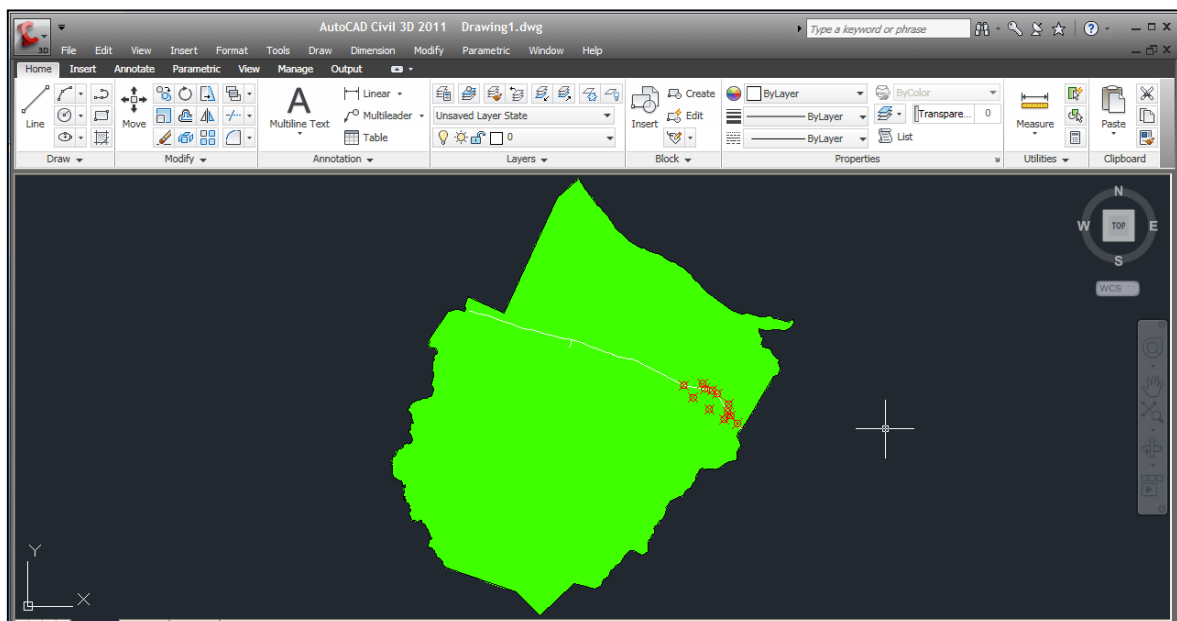 AutoCAD Civil 3D 2011 Drawing1.dwg
Type a keyword or phrase
3D File Edit View Insert Format Tools Draw Dimension Modify Parametric Window Help
Home Insert Annotate Parametric View Manage Output
Linear
Create
ByLayer
ByColor
Line
Move
Multiline Text
Multileader
Unsaved Layer State
Insert
Edit
ByLayer
Transpare... 0
Measure
Paste
Table
0
ByLayer
List
Draw
Modify
Annotation
Layers
Block
Properties
Utilities
Clipboard
N
W TOP E
S
WCS
Y
X